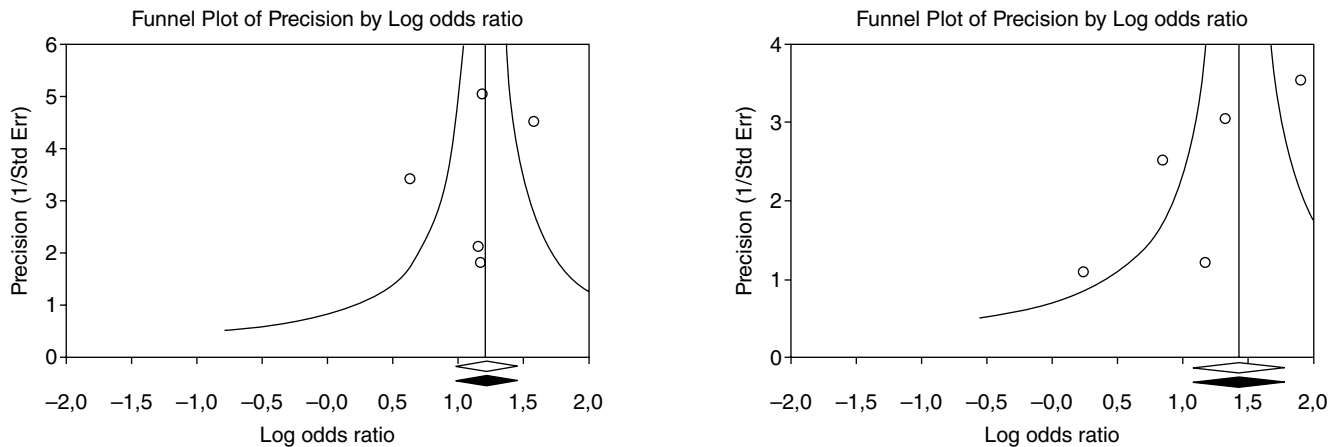 Funnel Plot of Precision by Log odds ratio
6
5
4
3
2
1
0
Precision (1/Std Err)
–2,0 –1,5 –1,0 –0,5 –0,0 0,5 1,0 1,5 2,0
Log odds ratio
Funnel Plot of Precision by Log odds ratio
4
3
2
1
0
Precision (1/Std Err)
–2,0 –1,5 –1,0 –0,5 0,0 0,5 1,0 1,5 2,0
Log odds ratio